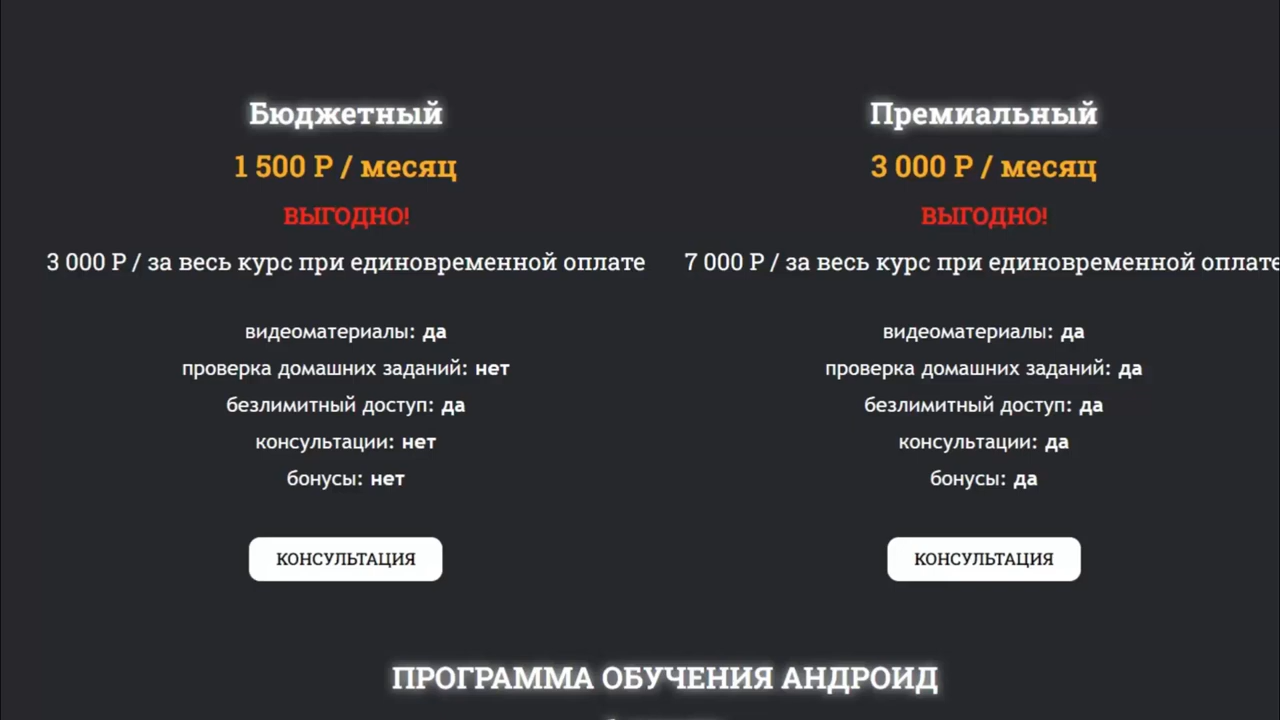 Бюджетный
1 500 Р / месяц
ВЫГОДНО!
3 000 Р / за весь курс при единовременной оплате
видеоматериалы: да
проверка домашних заданий: нет
безлимитный доступ: да
консультации: нет
бонусы: нет
КОНСУЛЬТАЦИЯ
Премиальный
3 000 Р / месяц
ВЫГОДНО!
7 000 Р / за весь курс при единовременной оплате
видеоматериалы: да
проверка домашних заданий: да
безлимитный доступ: да
консультации: да
бонусы: да
КОНСУЛЬТАЦИЯ
ПРОГРАММА ОБУЧЕНИЯ АНДРОИД